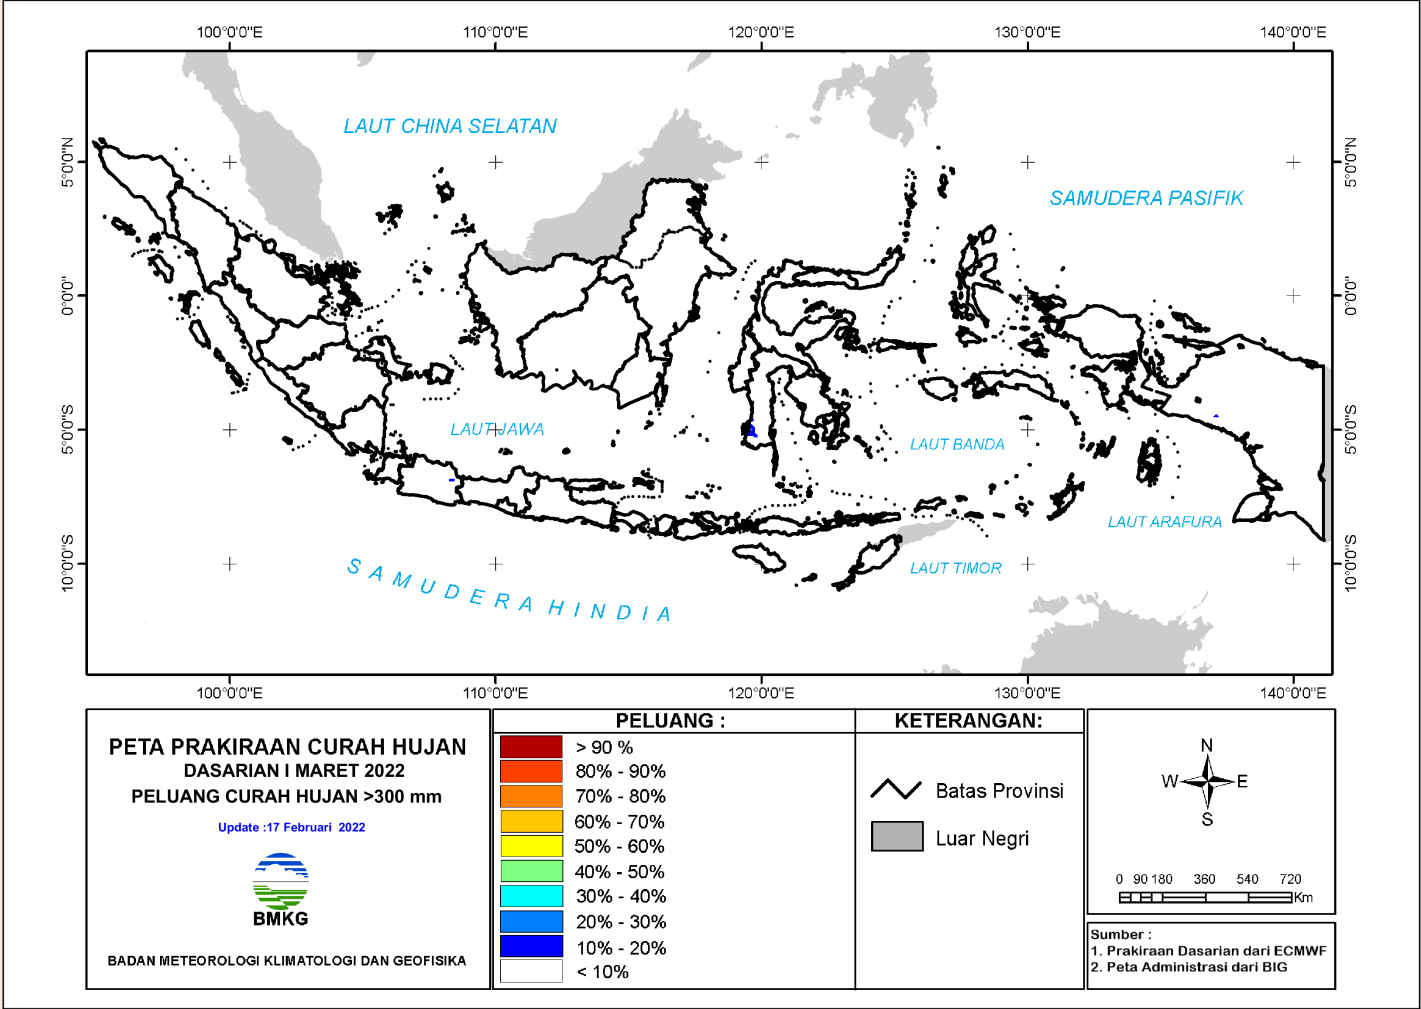 100°0'0"E 110°0'0"E 120°0'0"E 130°0'0"E 140°0'0"E
5°0'0"N
0°0'0"
5°0'0"S
10°0'0"S
LAUT CHINA SELATAN
SAMUDERA PASIFIK
LAUT JAWA
LAUT BANDA
LAUT ARAFURA
LAUT TIMOR
SAMUDERA HINDIA
5°0'0"N
0°0'0"
5°0'0"S
10°0'0"S
100°0'0"E 110°0'0"E 120°0'0"E 130°0'0"E 140°0'0"E
PETA PRAKIRAAN CURAH HUJAN
DASARIAN I MARET 2022
PELUANG CURAH HUJAN >300 mm
Update :17 Februari 2022
BMKG
BADAN METEOROLOGI KLIMATOLOGI DAN GEOFISIKA
PELUANG :
> 90 %
80% - 90%
70% - 80%
60% - 70%
50% - 60%
40% - 50%
30% - 40%
20% - 30%
10% - 20%
< 10%
KETERANGAN:
Batas Provinsi
Luar Negri
N
W E
S
0 90 180 360 540 720
Km
Sumber :
1. Prakiraan Dasarian dari ECMWF
2. Peta Administrasi dari BIG